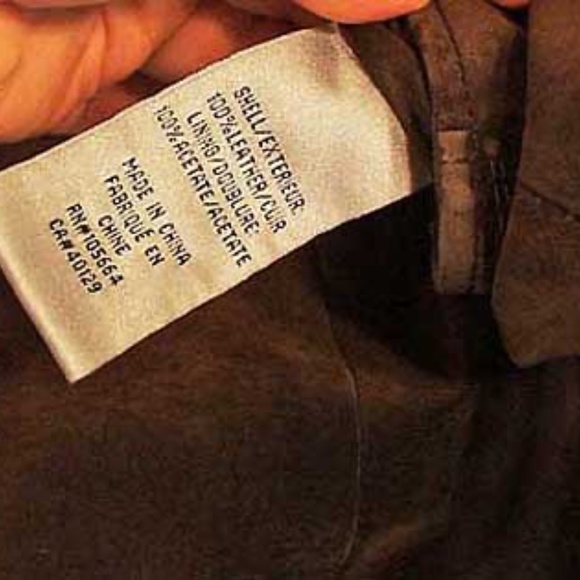 SHELL/EXTERIEUR:
100%LEATHER/CUIR
LINING/DOUBLURE:
100%ACETATE/ACETATE
MADE IN CHINA
FABRIQUE EN
CHINE
RN#105664
CA#40129